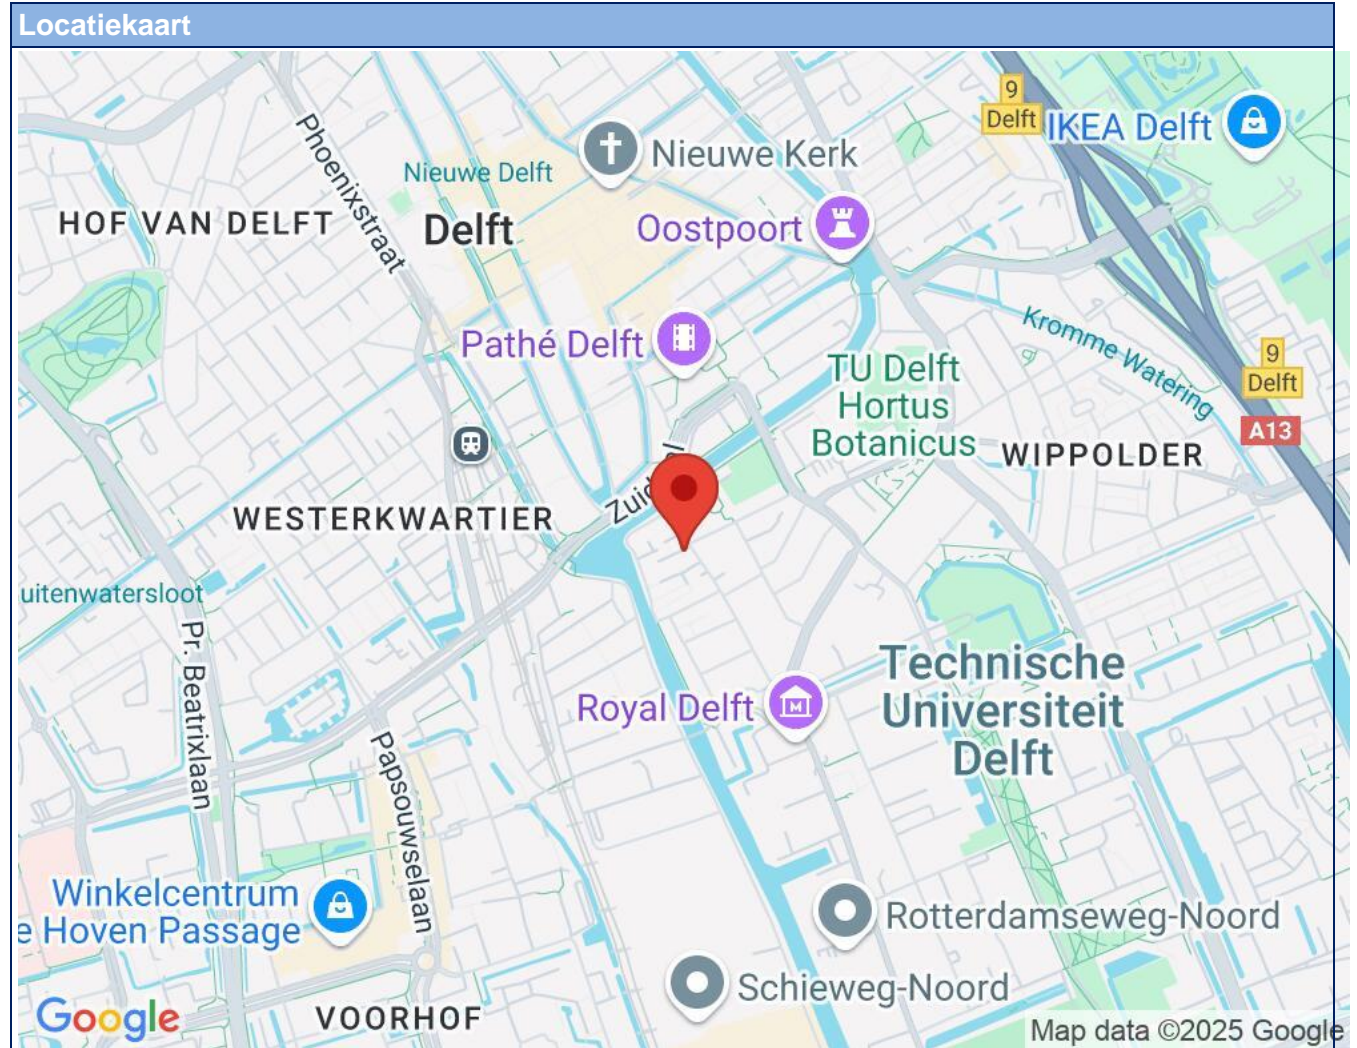 Locatiekaart
9
Delft
IKEA Delft
Phoenixstraat
Nieuwe Kerk
Nieuwe Delft
HOF VAN DELFT
Delft
Oostpoort
Kromme Watering
Pathé Delft
TU Delft
Hortus
Botanicus
9
Delft
A13
WIPPOLDER
WESTERKWARTIER
uitenwatersloot
Pr. Beatrixlaan
Technische
Universiteit
Delft
Royal Delft
Papsouwselaan
Winkelcentrum
e Hoven Passage
Rotterdamseweg-Noord
Schieweg-Noord
Google
VOORHOF
Map data ©2025 Google